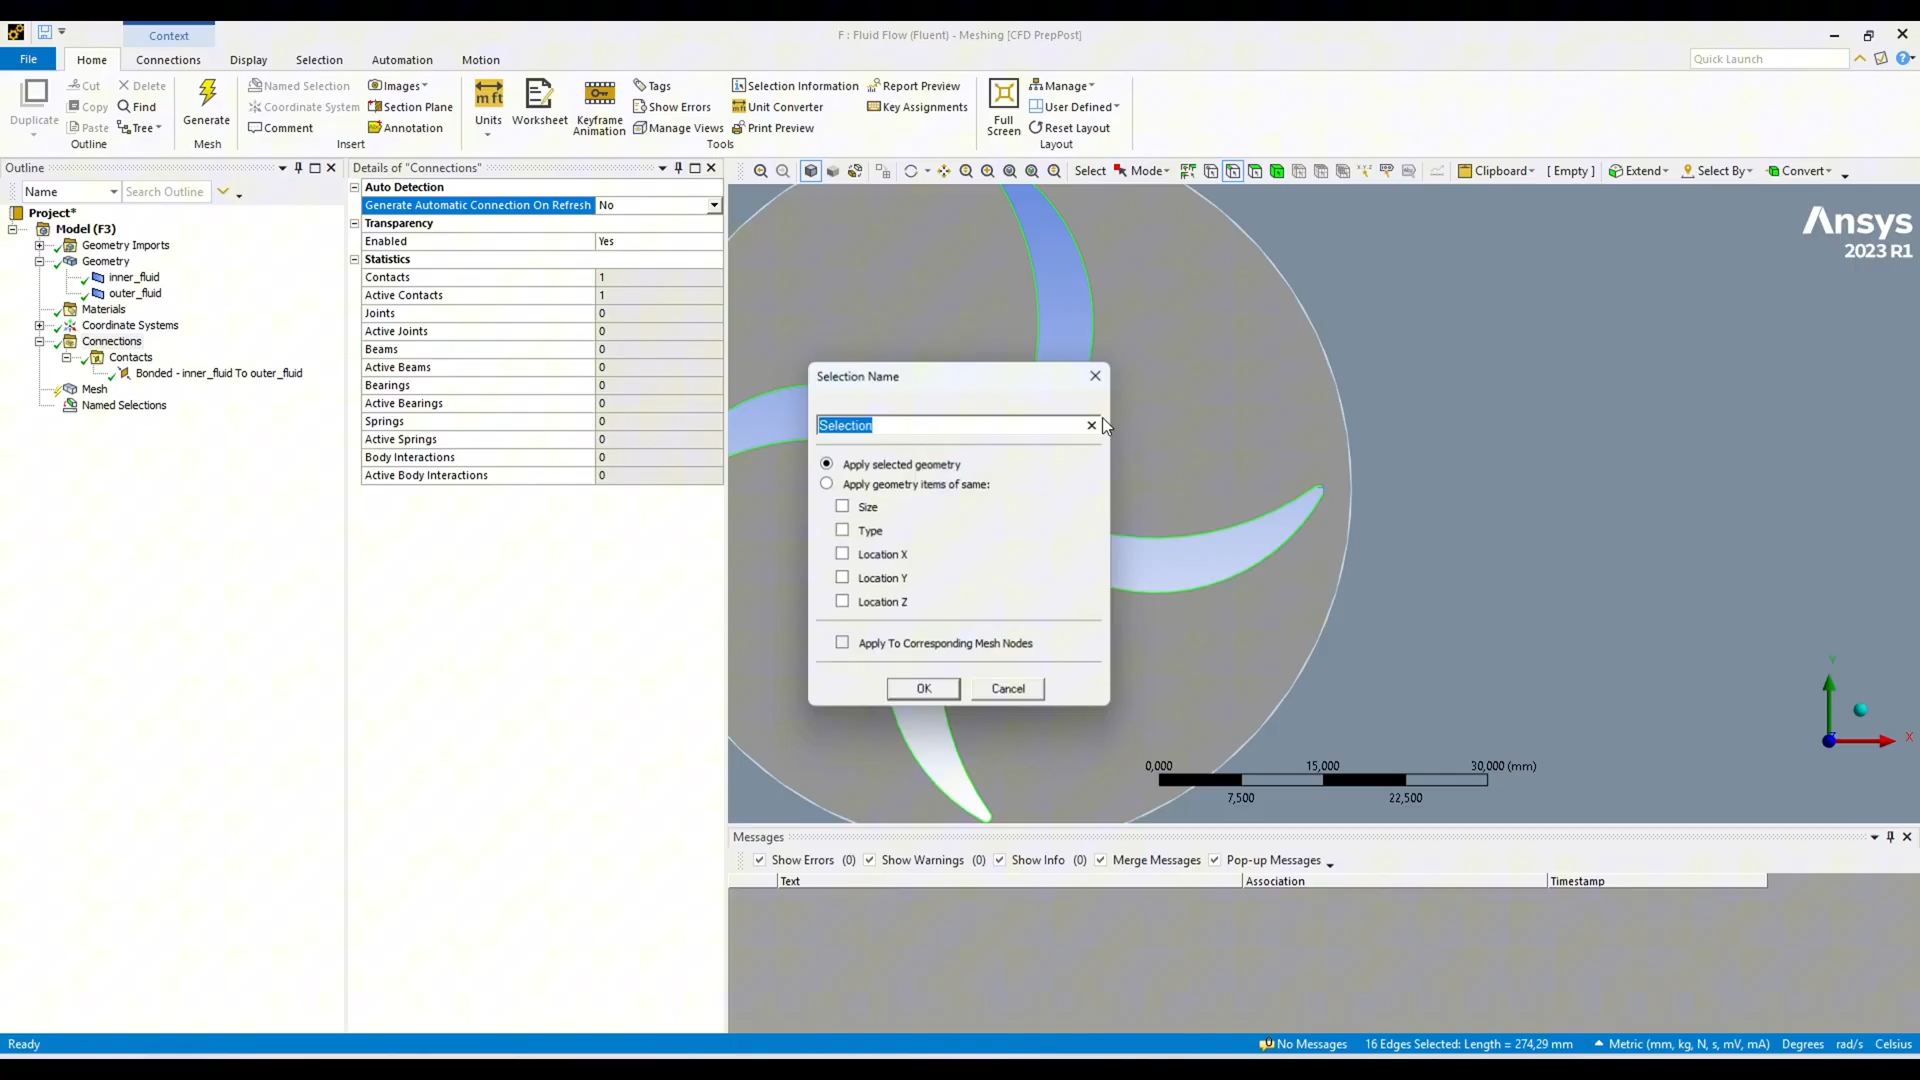 Context
F : Fluid Flow (Fluent) - Meshing [CFD PrepPost]
File
Home
Connections
Display
Selection
Automation
Motion
Quick Launch
Duplicate
Cut
Delete
Copy
Find
Paste
Tree
Outline
Generate
Mesh
Named Selection
Coordinate System
Comment
Images
Section Plane
Annotation
Insert
Units
Worksheet
Keyframe
Animation
Tags
Show Errors
Manage Views
Selection Information
Unit Converter
Print Preview
Report Preview
Key Assignments
Tools
Full
Screen
Manage
User Defined
Reset Layout
Layout
Outline
Name
Search Outline
Project*
Model (F3)
Geometry Imports
Geometry
inner_fluid
outer_fluid
Materials
Coordinate Systems
Connections
Contacts
Bonded - inner_fluid To outer_fluid
Mesh
Named Selections
Details of "Connections"
Auto Detection
Generate Automatic Connection On Refresh No
Transparency
Enabled Yes
Statistics
Contacts 1
Active Contacts 1
Joints 0
Active Joints 0
Beams 0
Active Beams 0
Bearings 0
Active Bearings 0
Springs 0
Active Springs 0
Body Interactions 0
Active Body Interactions 0
Select
Mode
Clipboard
[ Empty ]
Extend
Select By
Convert
Ansys
2023 R1
Selection Name
Selection
Apply selected geometry
Apply geometry items of same:
Size
Type
Location X
Location Y
Location Z
Apply To Corresponding Mesh Nodes
OK
Cancel
Y
X
0,000 15,000 30,000 (mm)
7,500 22,500
Messages
Show Errors (0) Show Warnings (0) Show Info (0) Merge Messages Pop-up Messages
Text Association Timestamp
Ready
No Messages
16 Edges Selected: Length = 274,29 mm
Metric (mm, kg, N, s, mV, mA)
Degrees
rad/s
Celsius